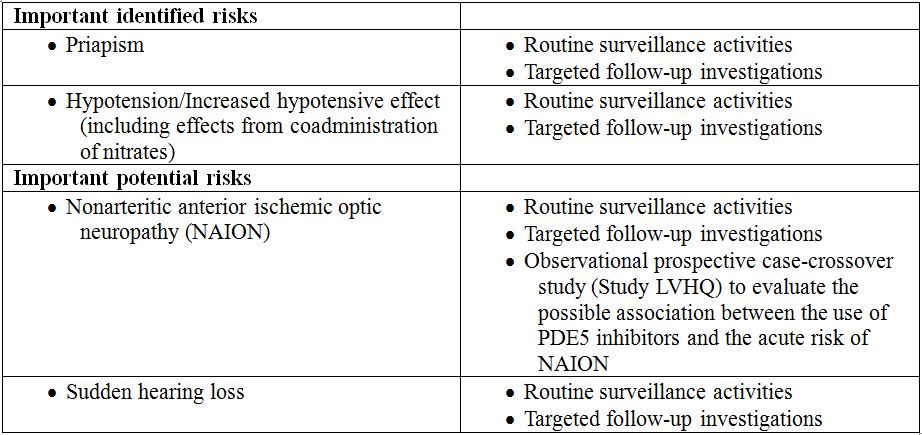 Important identified risks
• Priapism
• Routine surveillance activities
• Targeted follow-up investigations
• Hypotension/Increased hypotensive effect
(including effects from coadministration
of nitrates)
• Routine surveillance activities
• Targeted follow-up investigations
Important potential risks
• Nonarteritic anterior ischemic optic
neuropathy (NAION)
• Routine surveillance activities
• Targeted follow-up investigations
• Observational prospective case-crossover
study (Study LVHQ) to evaluate the
possible association between the use of
PDE5 inhibitors and the acute risk of
NAION
• Sudden hearing loss
• Routine surveillance activities
• Targeted follow-up investigations